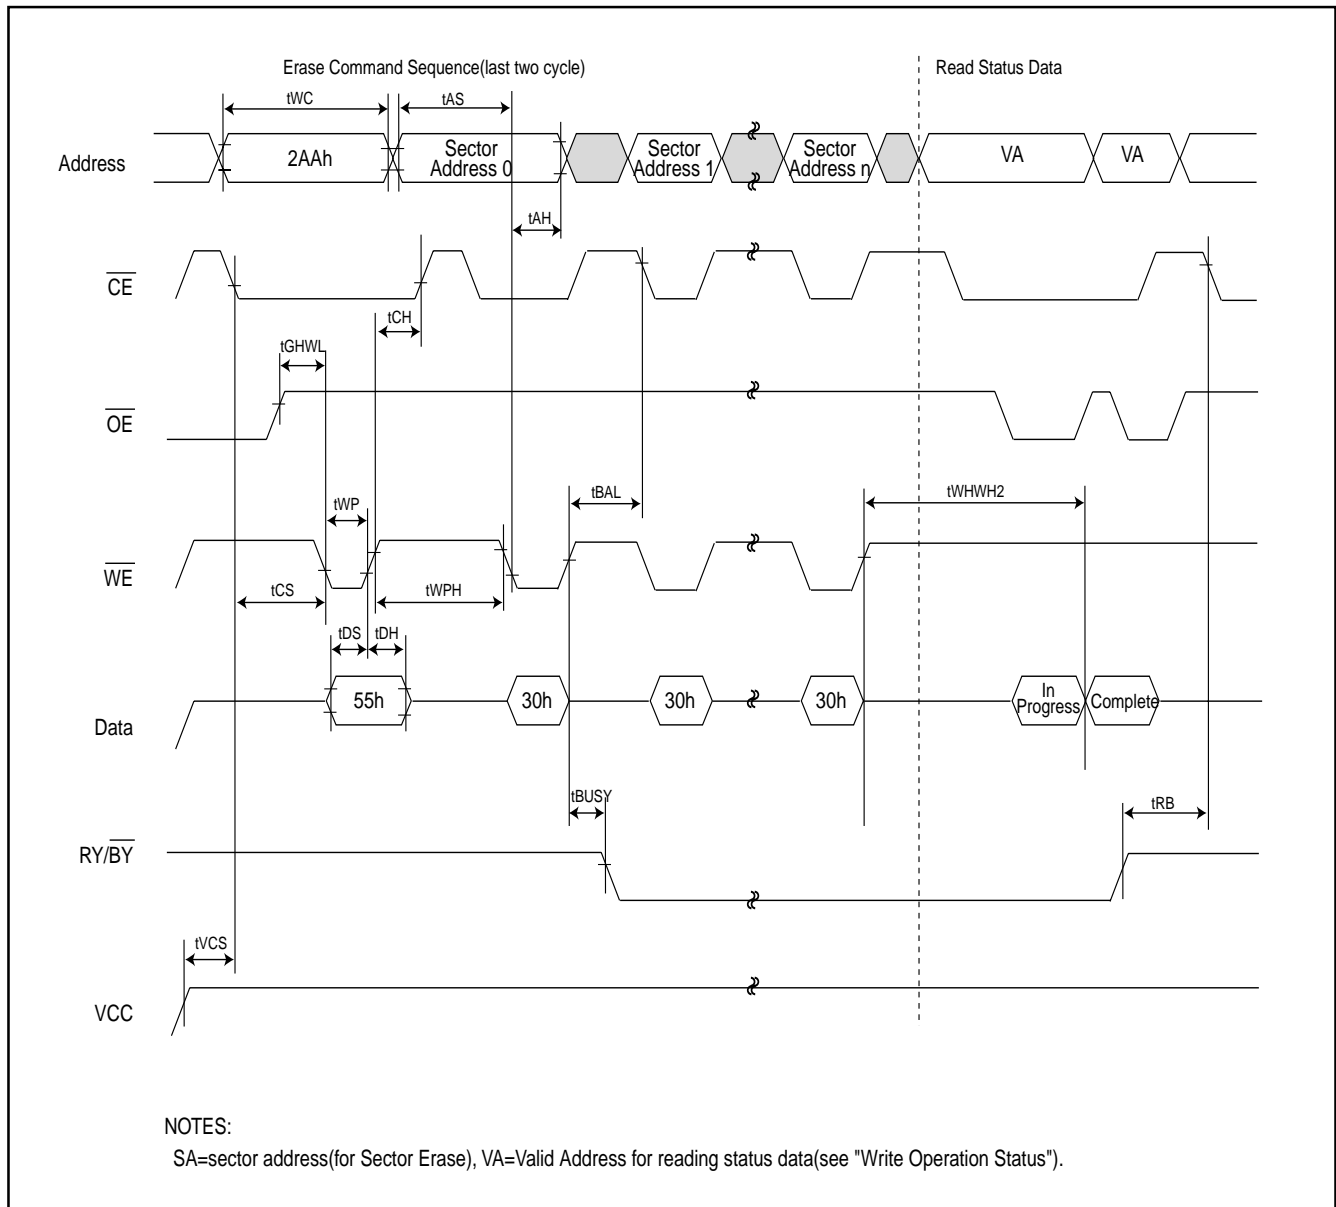 Erase Command Sequence(last two cycle)
Read Status Data
tWC
tAS
Address
2AAh
Sector
Address 0
Sector
Address 1
Sector
Address n
VA
VA
tAH
CE
tCH
tGHWL
OE
tWP
tBAL
tWHWH2
WE
tCS
tWPH
tDS
tDH
55h
30h
30h
30h
In
Progress
Complete
Data
tBUSY
tRB
RY/BY
tVCS
VCC
NOTES:
SA=sector address(for Sector Erase), VA=Valid Address for reading status data(see "Write Operation Status").